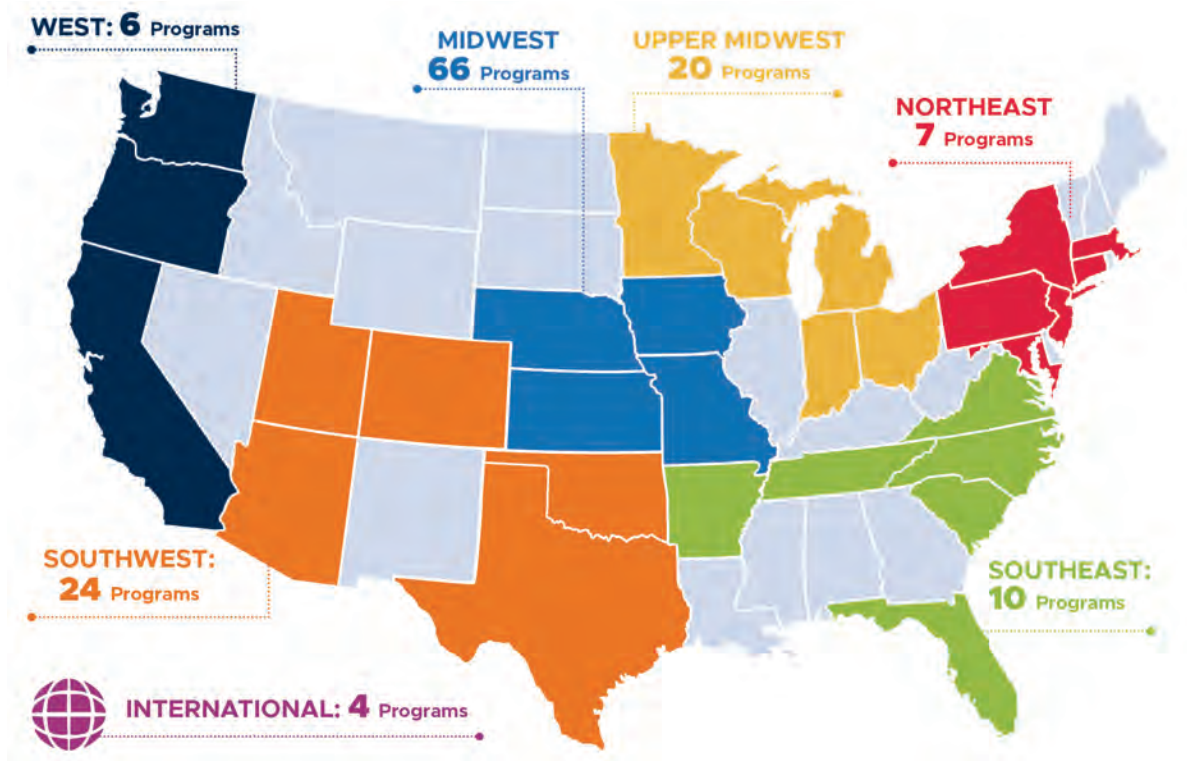 WEST: 6 Programs
MIDWEST
66 Programs
UPPER MIDWEST
20 Programs
NORTHEAST
7 Programs
SOUTHWEST:
24 Programs
SOUTHEAST:
10 Programs
INTERNATIONAL: 4 Programs